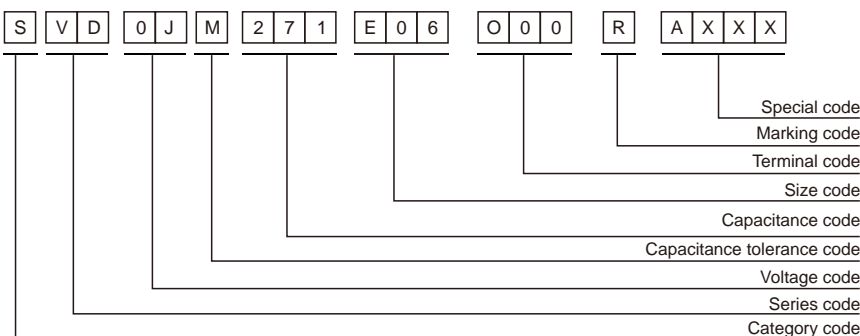 S V D 0 J M 2 7 1 E 0 6 O 0 0 R A X X X
Special code
Marking code
Terminal code
Size code
Capacitance code
Capacitance tolerance code
Voltage code
Series code
Category code